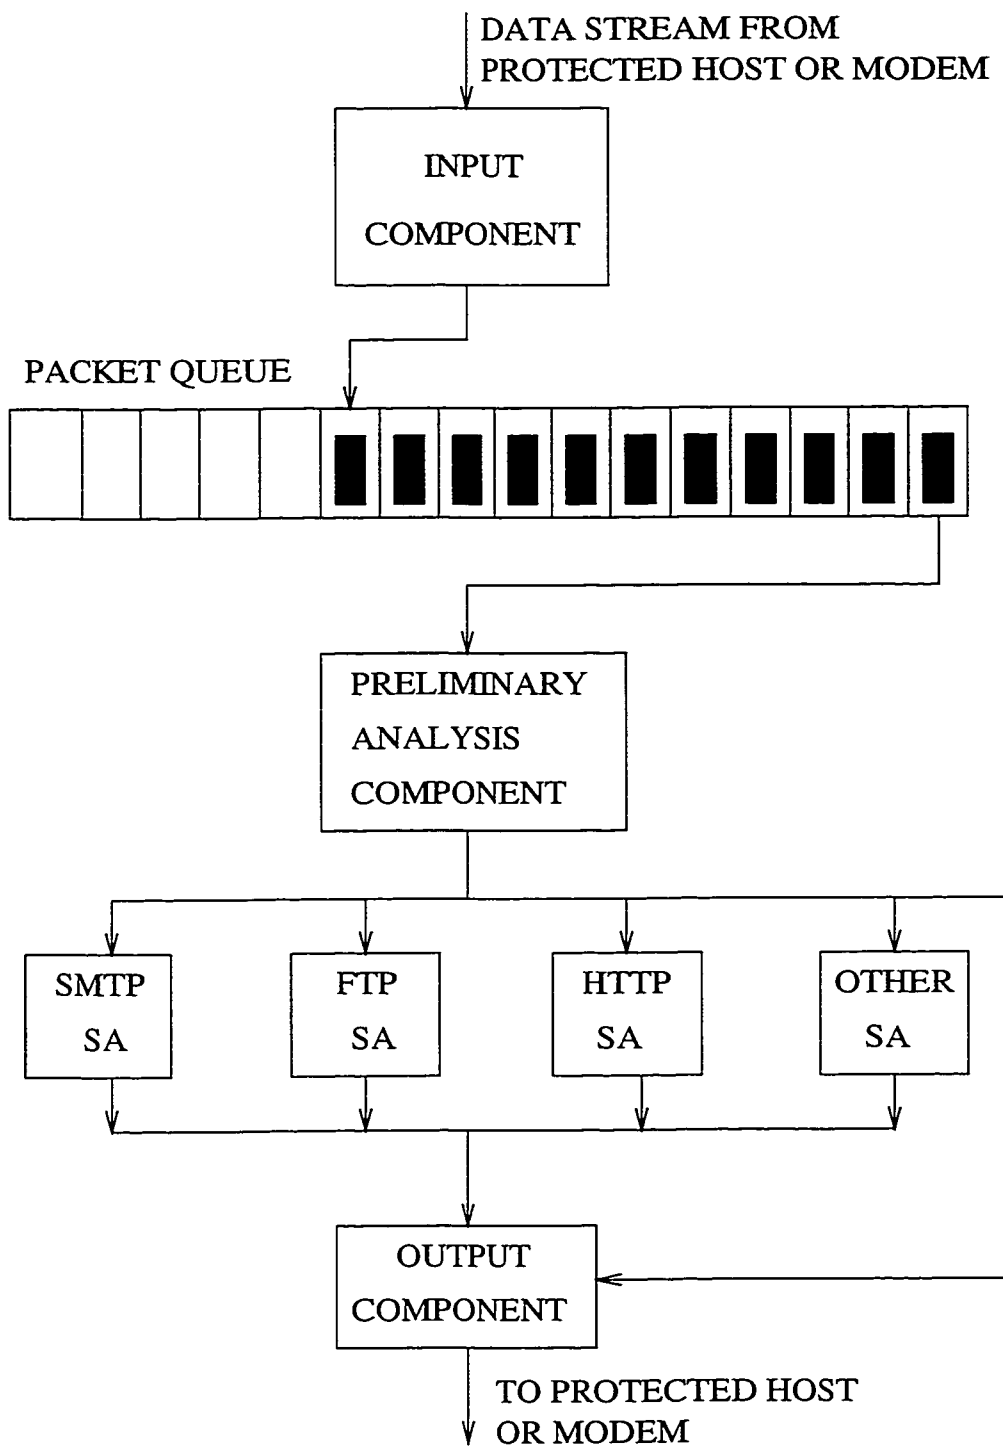 DATA STREAM FROM
PROTECTED HOST OR MODEM
INPUT
COMPONENT
PACKET QUEUE
PRELIMINARY
ANALYSIS
COMPONENT
SMTP
SA
FTP
SA
HTTP
SA
OTHER
SA
OUTPUT
COMPONENT
TO PROTECTED HOST
OR MODEM